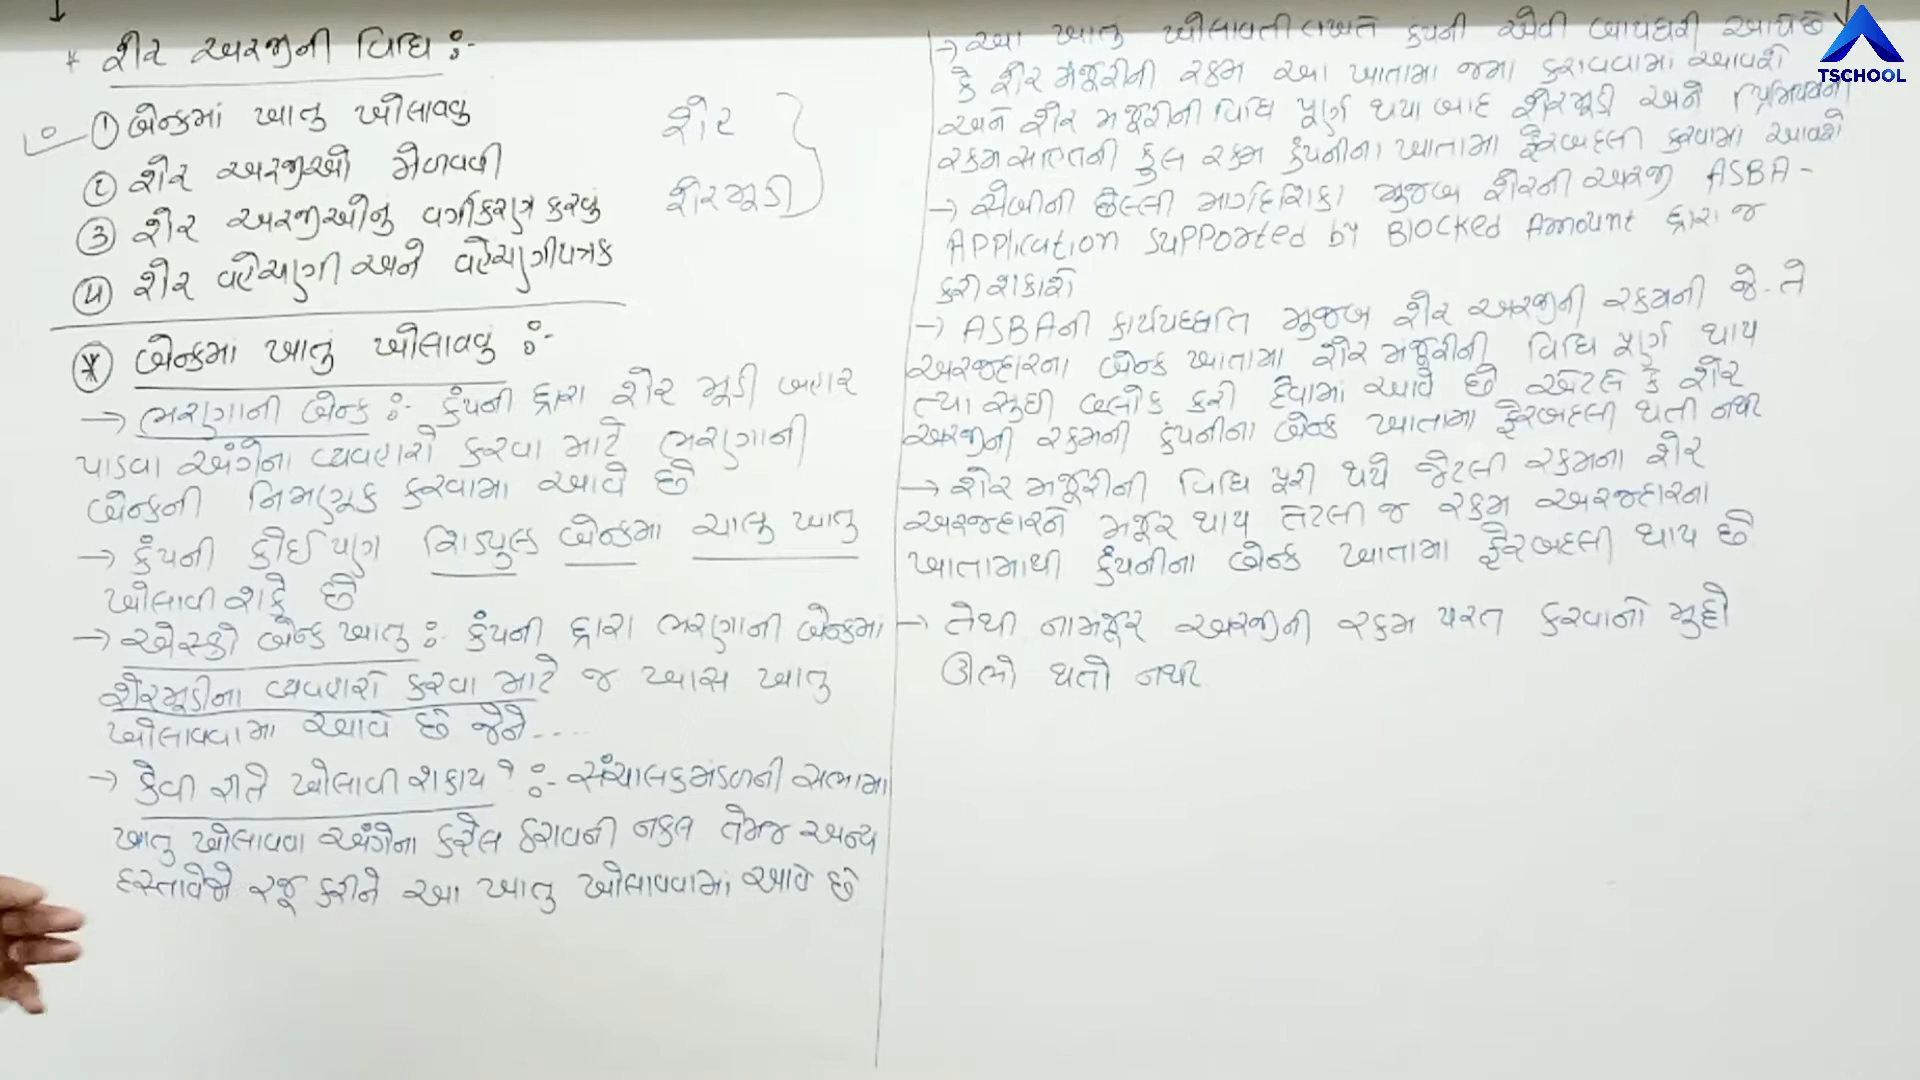 * શેર અરજીની વિધિ :-
① બેન્કમાં ખાતુ ખોલાવવુ
② શેર અરજીઓ મેળવવી
③ શેર અરજીઓનુ વર્ગીકરણ કરવુ
④ શેર વહેંચણી અને વહેંચણીપત્રક
શેર
શેરમૂડી
* બેન્કમાં ખાતુ ખોલાવવુ :-
→ ભરણાની બેન્ક :- કંપની દ્વારા શેર મૂડી બહાર
પાડવા અંગેના વ્યવહારો કરવા માટે ભરણાની
બેન્કની નિમણૂક કરવામા આવે છે
→ કંપની કોઈ પણ શિડ્યુલ્ડ બેન્કમા ચાલુ ખાતુ
ખોલાવી શકે છે
→ એસ્ક્રો બેન્ક ખાતુ : કંપની દ્વારા ભરણાની બેન્કમા
શેરમૂડીના વ્યવહારો કરવા માટે જ ખાસ ખાતુ
ખોલાવવામા આવે છે જેને....
→ કેવી રીતે ખોલાવી શકાય ? :- સંચાલકમંડળની સભામા
ખાતુ ખોલાવવા અંગેના કરેલ ઠરાવની નકલ તેમજ અન્ય
દસ્તાવેજો રજૂ કરીને આ ખાતુ ખોલાવવામાં આવે છે
→ આ ખાતુ ખોલાવતી વખતે કંપની એવી બાયધરી આપે છે
કે શેર મંજૂરીની રકમ આ ખાતામા જમા કરાવવામાં આવશે
અને શેર મંજૂરીની વિધિ પૂર્ણ થયા બાદ શેરમૂડી અને પ્રિમિયમની
રકમ સહિતની કુલ રકમ કંપનીના ખાતામા ફેરબદલી કરવામા આવશે
→ સેબીની છેલ્લી માર્ગદર્શિકા મુજબ શેરની અરજી ASBA -
Application Supported by Blocked Amount દ્વારા જ
કરી શકાશે
→ ASBAની કાર્યપધ્ધતિ મુજબ શેર અરજીની રકમની જે-તે
અરજદારના બેન્ક ખાતામા શેર મંજૂરીની વિધિ પૂર્ણ થાય
ત્યા સુધી બ્લોક કરી દેવામાં આવે છે એટલે કે શેર
અરજીની રકમની કંપનીના બેન્ક ખાતામા ફેરબદલી થતી નથી
→ શેર મંજૂરીની વિધિ પૂરી થયે જેટલી રકમના શેર
અરજદારને મંજૂર થાય તેટલી જ રકમ અરજદારના
ખાતામાથી કંપનીના બેન્ક ખાતામા ફેરબદલી થાય છે
→ તેથી નામંજૂર અરજીની રકમ પરત કરવાનો મુદ્દો
ઊભો થતો નથી
TSCHOOL